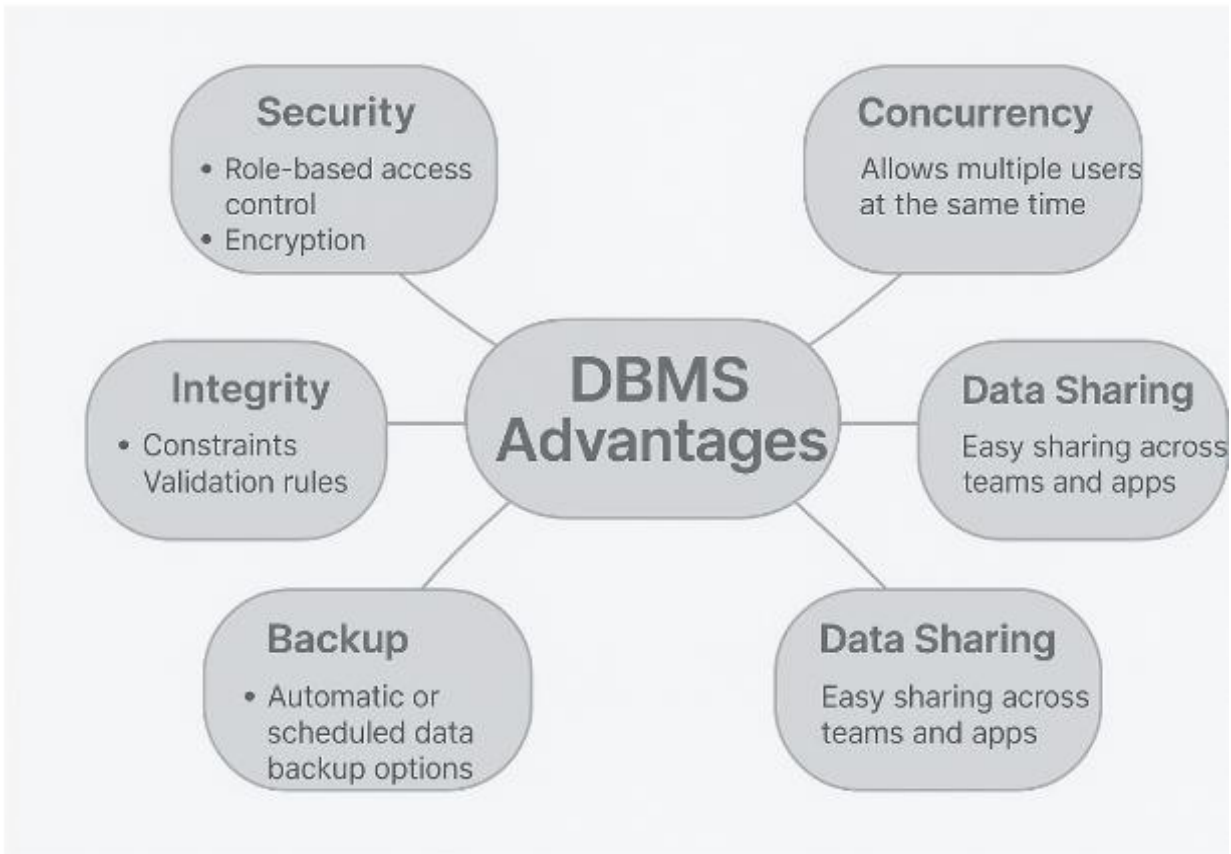 Security
• Role-based access
control
• Encryption
Concurrency
Allows multiple users
at the same time
DBMS
Advantages
Integrity
• Constraints
Validation rules
Data Sharing
Easy sharing across
teams and apps
Backup
• Automatic or
scheduled data
backup options
Data Sharing
Easy sharing across
teams and apps